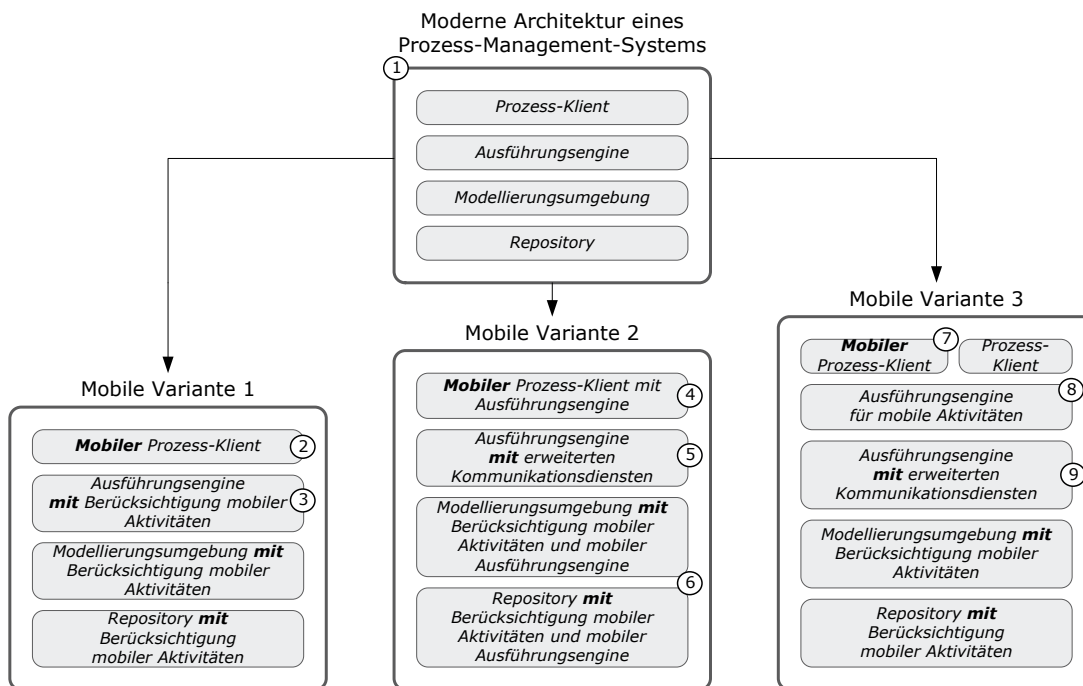 Moderne Architektur eines
Prozess-Management-Systems
1
Prozess-Klient
Ausführungsengine
Modellierungsumgebung
Repository
Mobile Variante 1
Mobiler Prozess-Klient
2
Ausführungsengine
mit Berücksichtigung mobiler
Aktivitäten
3
Modellierungsumgebung mit
Berücksichtigung mobiler
Aktivitäten
Repository mit
Berücksichtigung
mobiler Aktivitäten
Mobile Variante 2
Mobiler Prozess-Klient mit
Ausführungsengine
4
Ausführungsengine
mit erweiterten
Kommunikationsdiensten
5
Modellierungsumgebung mit
Berücksichtigung mobiler
Aktivitäten und mobiler
Ausführungsengine
6
Repository mit
Berücksichtigung mobiler
Aktivitäten und mobiler
Ausführungsengine
Mobile Variante 3
Mobiler
Prozess-Klient
7
Prozess-
Klient
Ausführungsengine
für mobile Aktivitäten
8
Ausführungsengine
mit erweiterten
Kommunikationsdiensten
9
Modellierungsumgebung mit
Berücksichtigung mobiler
Aktivitäten
Repository mit
Berücksichtigung
mobiler Aktivitäten